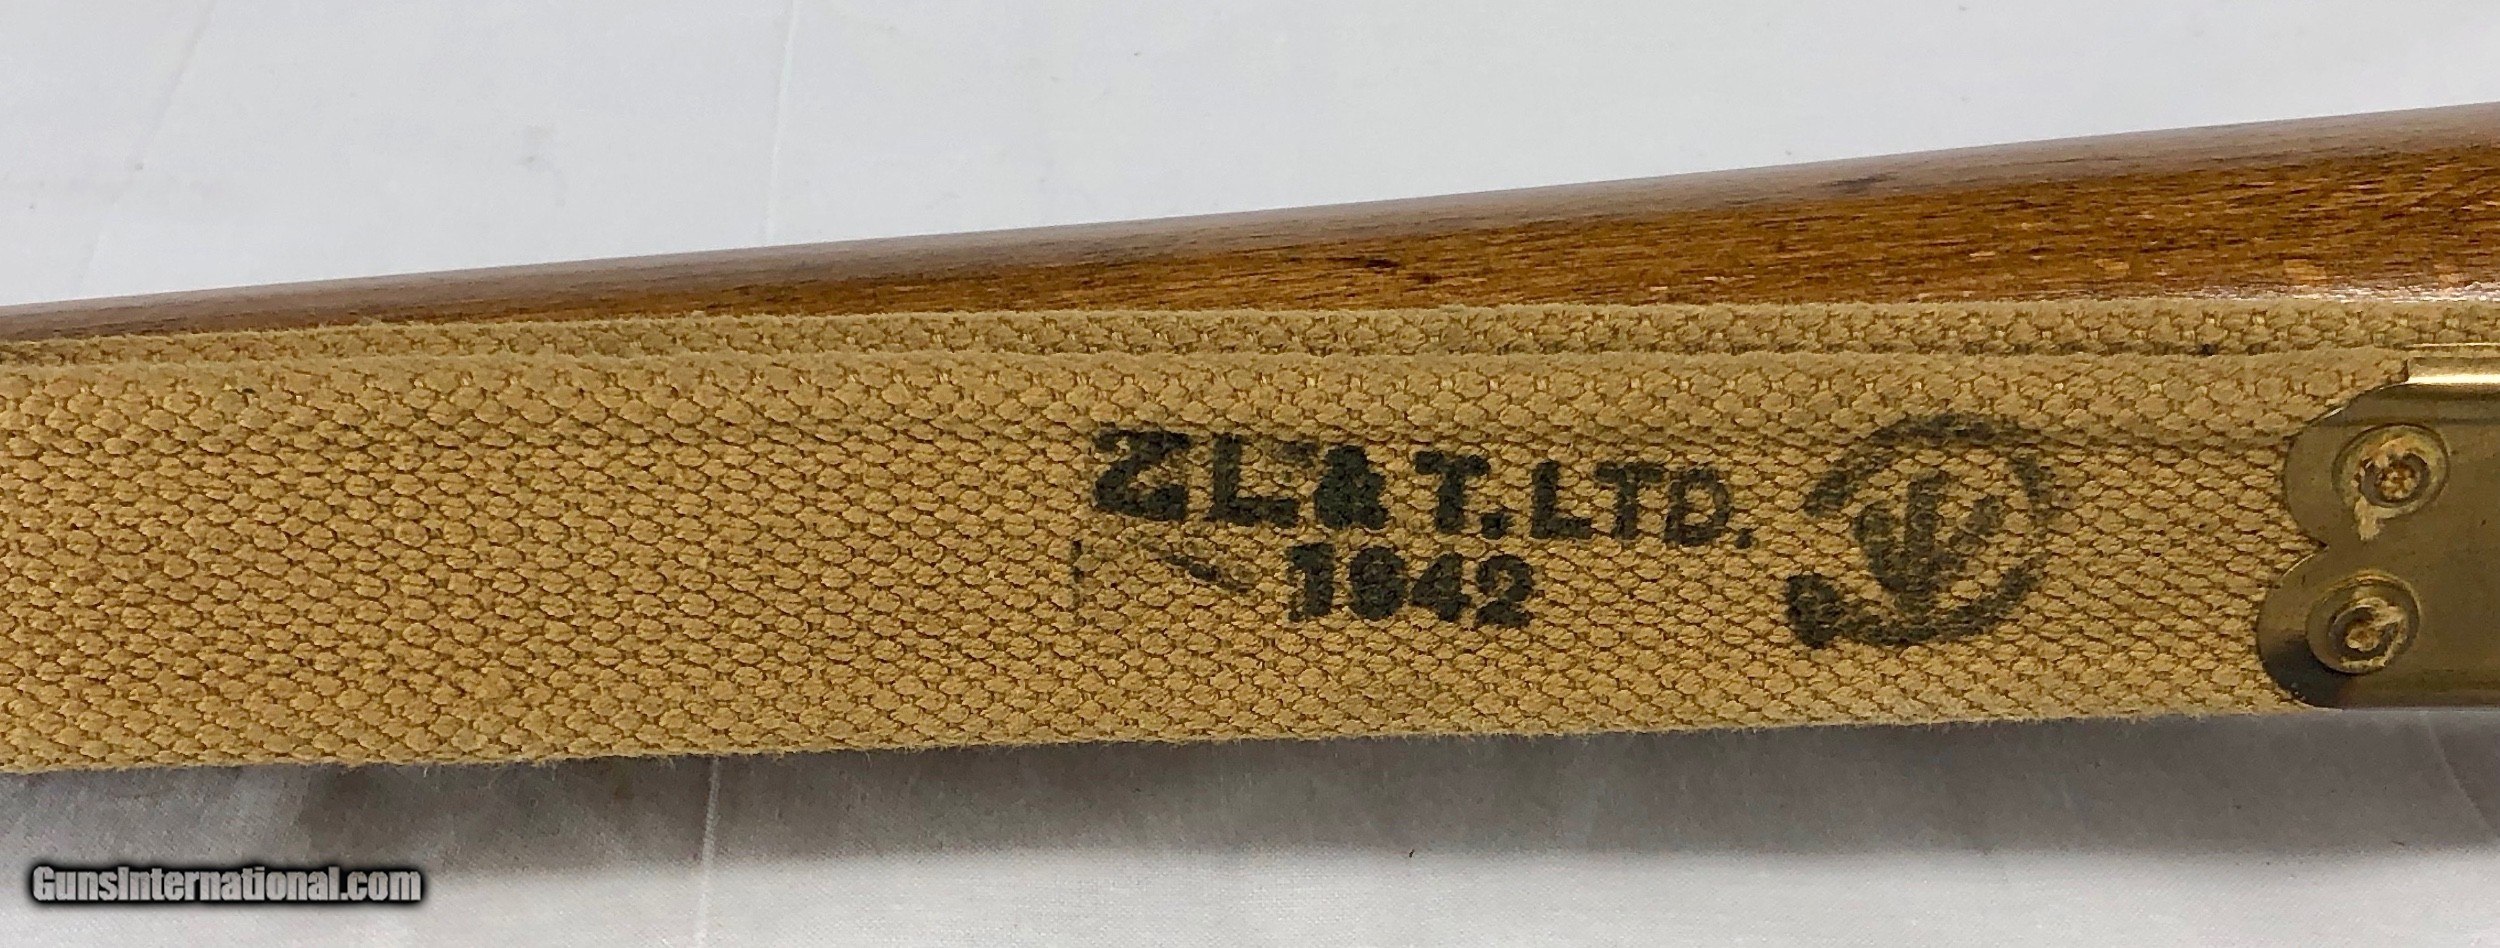 ZL & T. LTD.
1942
GunsInternational.com